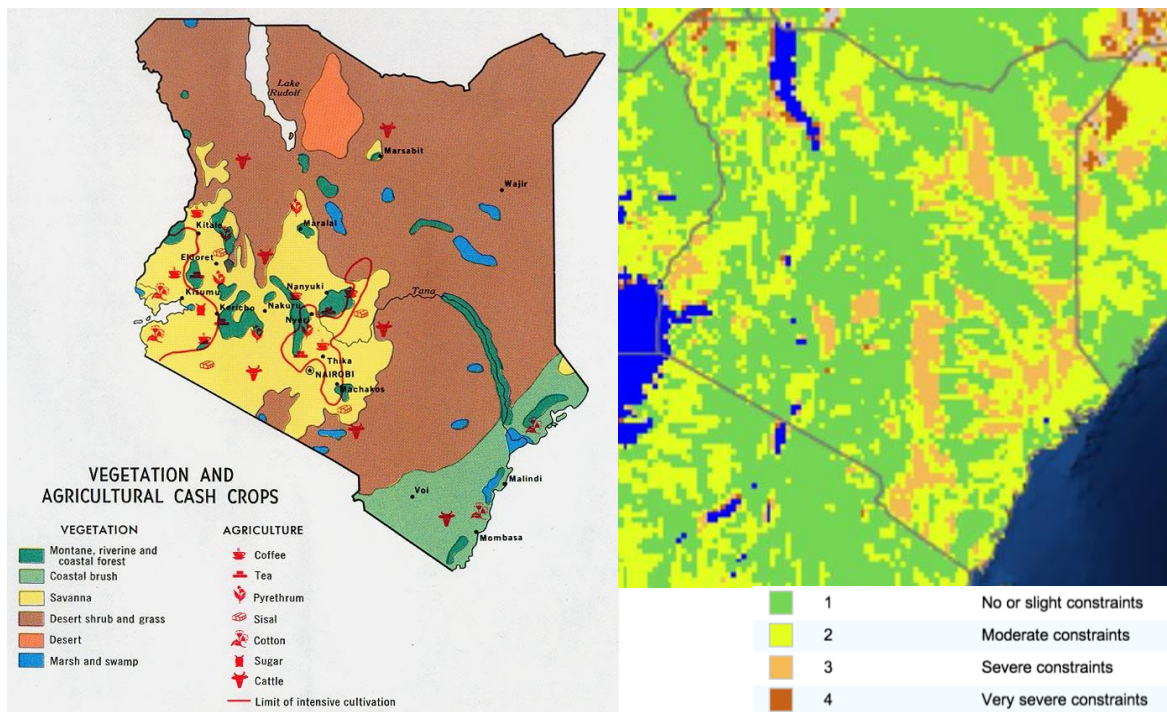 Lake
Rudolf
Marsabit
Wajir
Kitale
Maralal
Eldoret
Kisumu
Nanyuki
Tana
Kericho
Nakuru
Nyeri
Thika
NAIROBI
Machakos
Malindi
Voi
Mombasa
VEGETATION AND
AGRICULTURAL CASH CROPS
VEGETATION
Montane, riverine and
coastal forest
Coastal brush
Savanna
Desert shrub and grass
Desert
Marsh and swamp
AGRICULTURE
Coffee
Tea
Pyrethrum
Sisal
Cotton
Sugar
Cattle
Limit of intensive cultivation
1 No or slight constraints
2 Moderate constraints
3 Severe constraints
4 Very severe constraints